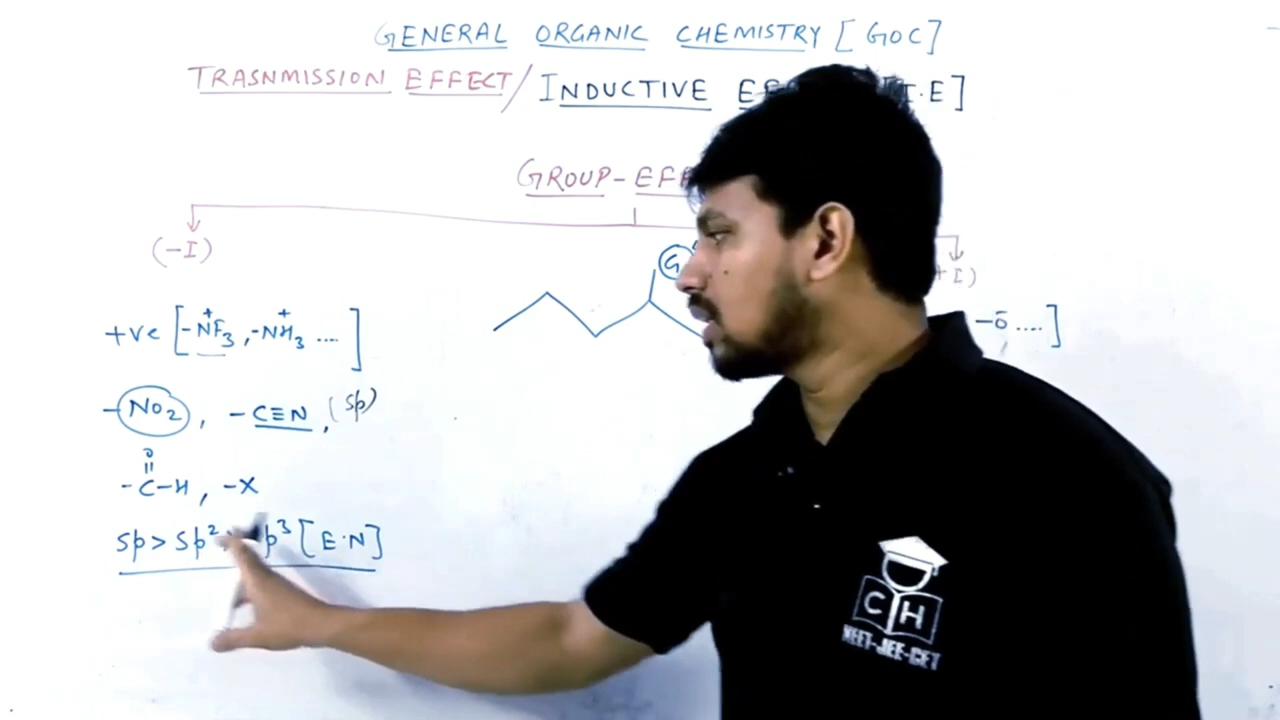 GENERAL ORGANIC CHEMISTRY [GOC]
TRASNMISSION EFFECT / INDUCTIVE [I.E]
GROUP-
(-I)
+I)
G
+ve [-N⁺F₃, -N⁺H₃ ....]
-ō ....]
-NO₂, -C≡N, (sp)
O
||
-C-H, -X
sp > sp² p³ [E.N]
C H
NEET-JEE-CET